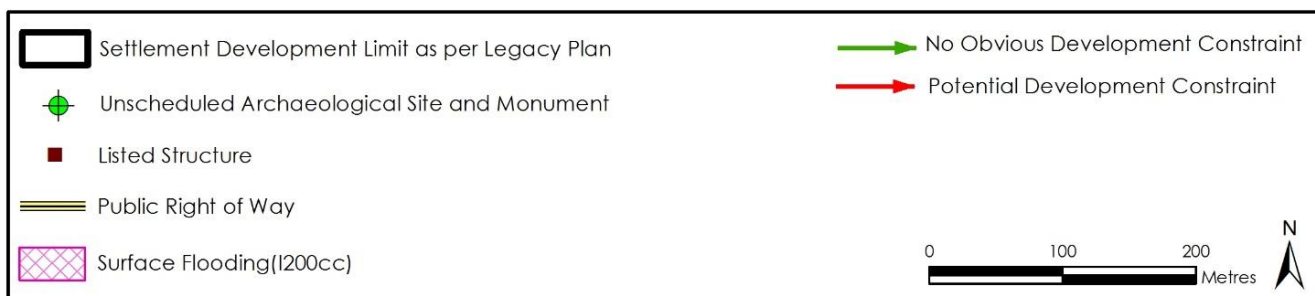 Settlement Development Limit as per Legacy Plan
Unscheduled Archaeological Site and Monument
Listed Structure
Public Right of Way
Surface Flooding(I200cc)
No Obvious Development Constraint
Potential Development Constraint
0 100 200
Metres
N